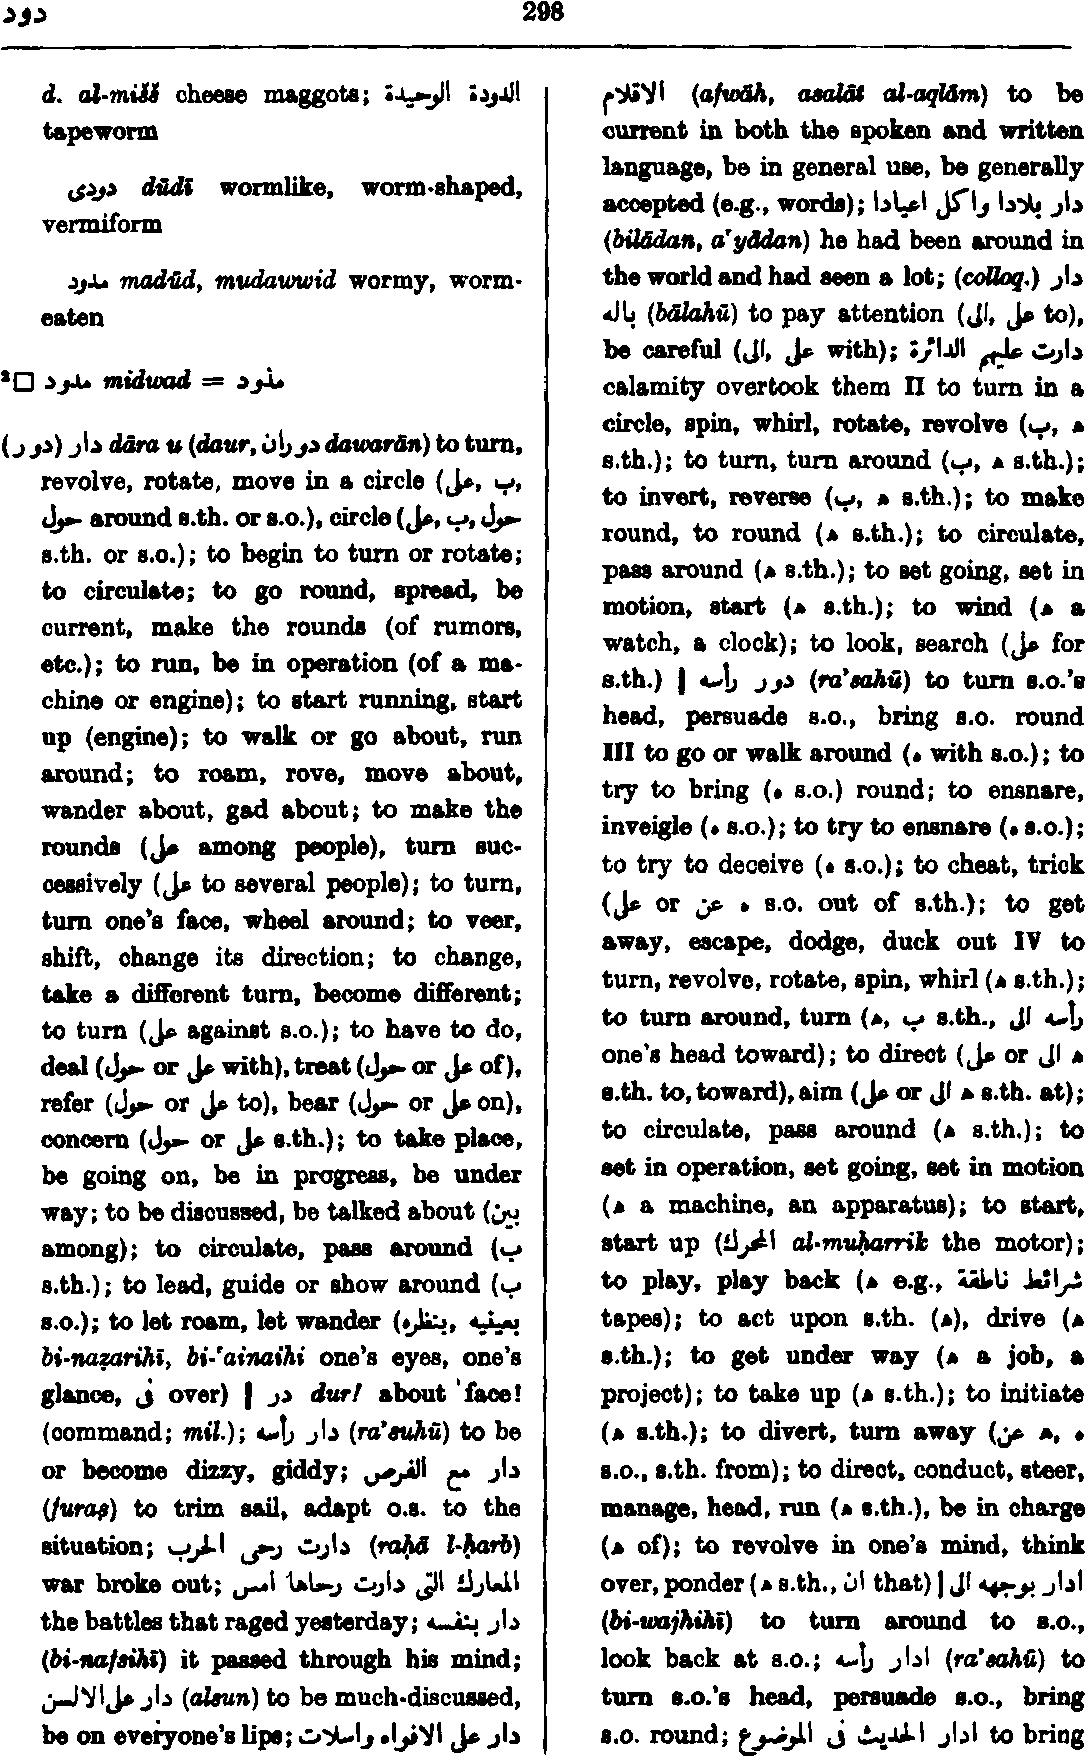 دود
298
d. al-mišš cheese maggots; الدودة الوحيدة
tapeworm
دودى dūdī wormlike, worm-shaped,
vermiform
مدود madūd, mudawwid wormy, worm-
eaten
²□ مدود midwad = مذود
(دور) دار dāra u (daur, دوران dawarān) to turn,
revolve, rotate, move in a circle (على, ب,
حول around s.th. or s.o.), circle (على, ب, حول
s.th. or s.o.); to begin to turn or rotate;
to circulate; to go round, spread, be
current, make the rounds (of rumors,
etc.); to run, be in operation (of a ma-
chine or engine); to start running, start
up (engine); to walk or go about, run
around; to roam, rove, move about,
wander about, gad about; to make the
rounds (على among people), turn suc-
cessively (على to several people); to turn,
turn one's face, wheel around; to veer,
shift, change its direction; to change,
take a different turn, become different;
to turn (على against s.o.); to have to do,
deal (حول or على with), treat (حول or على of),
refer (حول or على to), bear (حول or على on),
concern (حول or على s.th.); to take place,
be going on, be in progress, be under
way; to be discussed, be talked about (بين
among); to circulate, pass around (ب
s.th.); to lead, guide or show around (ب
s.o.); to let roam, let wander (بنظره, بعينيه
bi-naẓarihī, bi-ʿainaihi one's eyes, one's
glance, فى over) | در dur! about face!
(command; mil.); دار رأسه (ra'suhū) to be
or become dizzy, giddy; دار مع الفرص
(furaṣ) to trim sail, adapt o.s. to the
situation; دارت رحى الحرب (raḥā l-ḥarb)
war broke out; المعارك التى دارت رحاها امس
the battles that raged yesterday; دار بنفسه
(bi-nafsihī) it passed through his mind;
دار على الالسن (alsun) to be much-discussed,
be on everyone's lips; دار على الافواه واسلات
الاقلام (afwāh, asalāt al-aqlām) to be
current in both the spoken and written
language, be in general use, be generally
accepted (e.g., words); دار بلادا واكل اعيادا
(bilādan, aʿyādan) he had been around in
the world and had seen a lot; (colloq.) دار
باله (bālahū) to pay attention (الى, على to),
be careful (الى, على with); دارت عليهم الدائرة
calamity overtook them II to turn in a
circle, spin, whirl, rotate, revolve (ب, ه
s.th.); to turn, turn around (ب, ه s.th.);
to invert, reverse (ب, ه s.th.); to make
round, to round (ه s.th.); to circulate,
pass around (ه s.th.); to set going, set in
motion, start (ه s.th.); to wind (ه a
watch, a clock); to look, search (على for
s.th.) | دور رأسه (ra'sahū) to turn s.o.'s
head, persuade s.o., bring s.o. round
III to go or walk around (ه with s.o.); to
try to bring (ه s.o.) round; to ensnare,
inveigle (ه s.o.); to try to ensnare (ه s.o.);
to try to deceive (ه s.o.); to cheat, trick
(على or عن ه s.o. out of s.th.); to get
away, escape, dodge, duck out IV to
turn, revolve, rotate, spin, whirl (ه s.th.);
to turn around, turn (ه, ب s.th., رأسه الى
one's head toward); to direct (على or الى ه
s.th. to, toward), aim (على or الى ه s.th. at);
to circulate, pass around (ه s.th.); to
set in operation, set going, set in motion
(ه a machine, an apparatus); to start,
start up (المحرك al-muḥarrik the motor);
to play, play back (ه e.g., شرائط ناطقة
tapes); to act upon s.th. (ه), drive (ه
s.th.); to get under way (ه a job, a
project); to take up (ه s.th.); to initiate
(ه s.th.); to divert, turn away (عن ه, ه
s.o., s.th. from); to direct, conduct, steer,
manage, head, run (ه s.th.), be in charge
(ه of); to revolve in one's mind, think
over, ponder (ه s.th., ان that) | ادار بوجهه الى
(bi-wajhihī) to turn around to s.o.,
look back at s.o.; ادار رأسه (ra'sahū) to
turn s.o.'s head, persuade s.o., bring
s.o. round; ادار الحديث فى الموضوع to bring